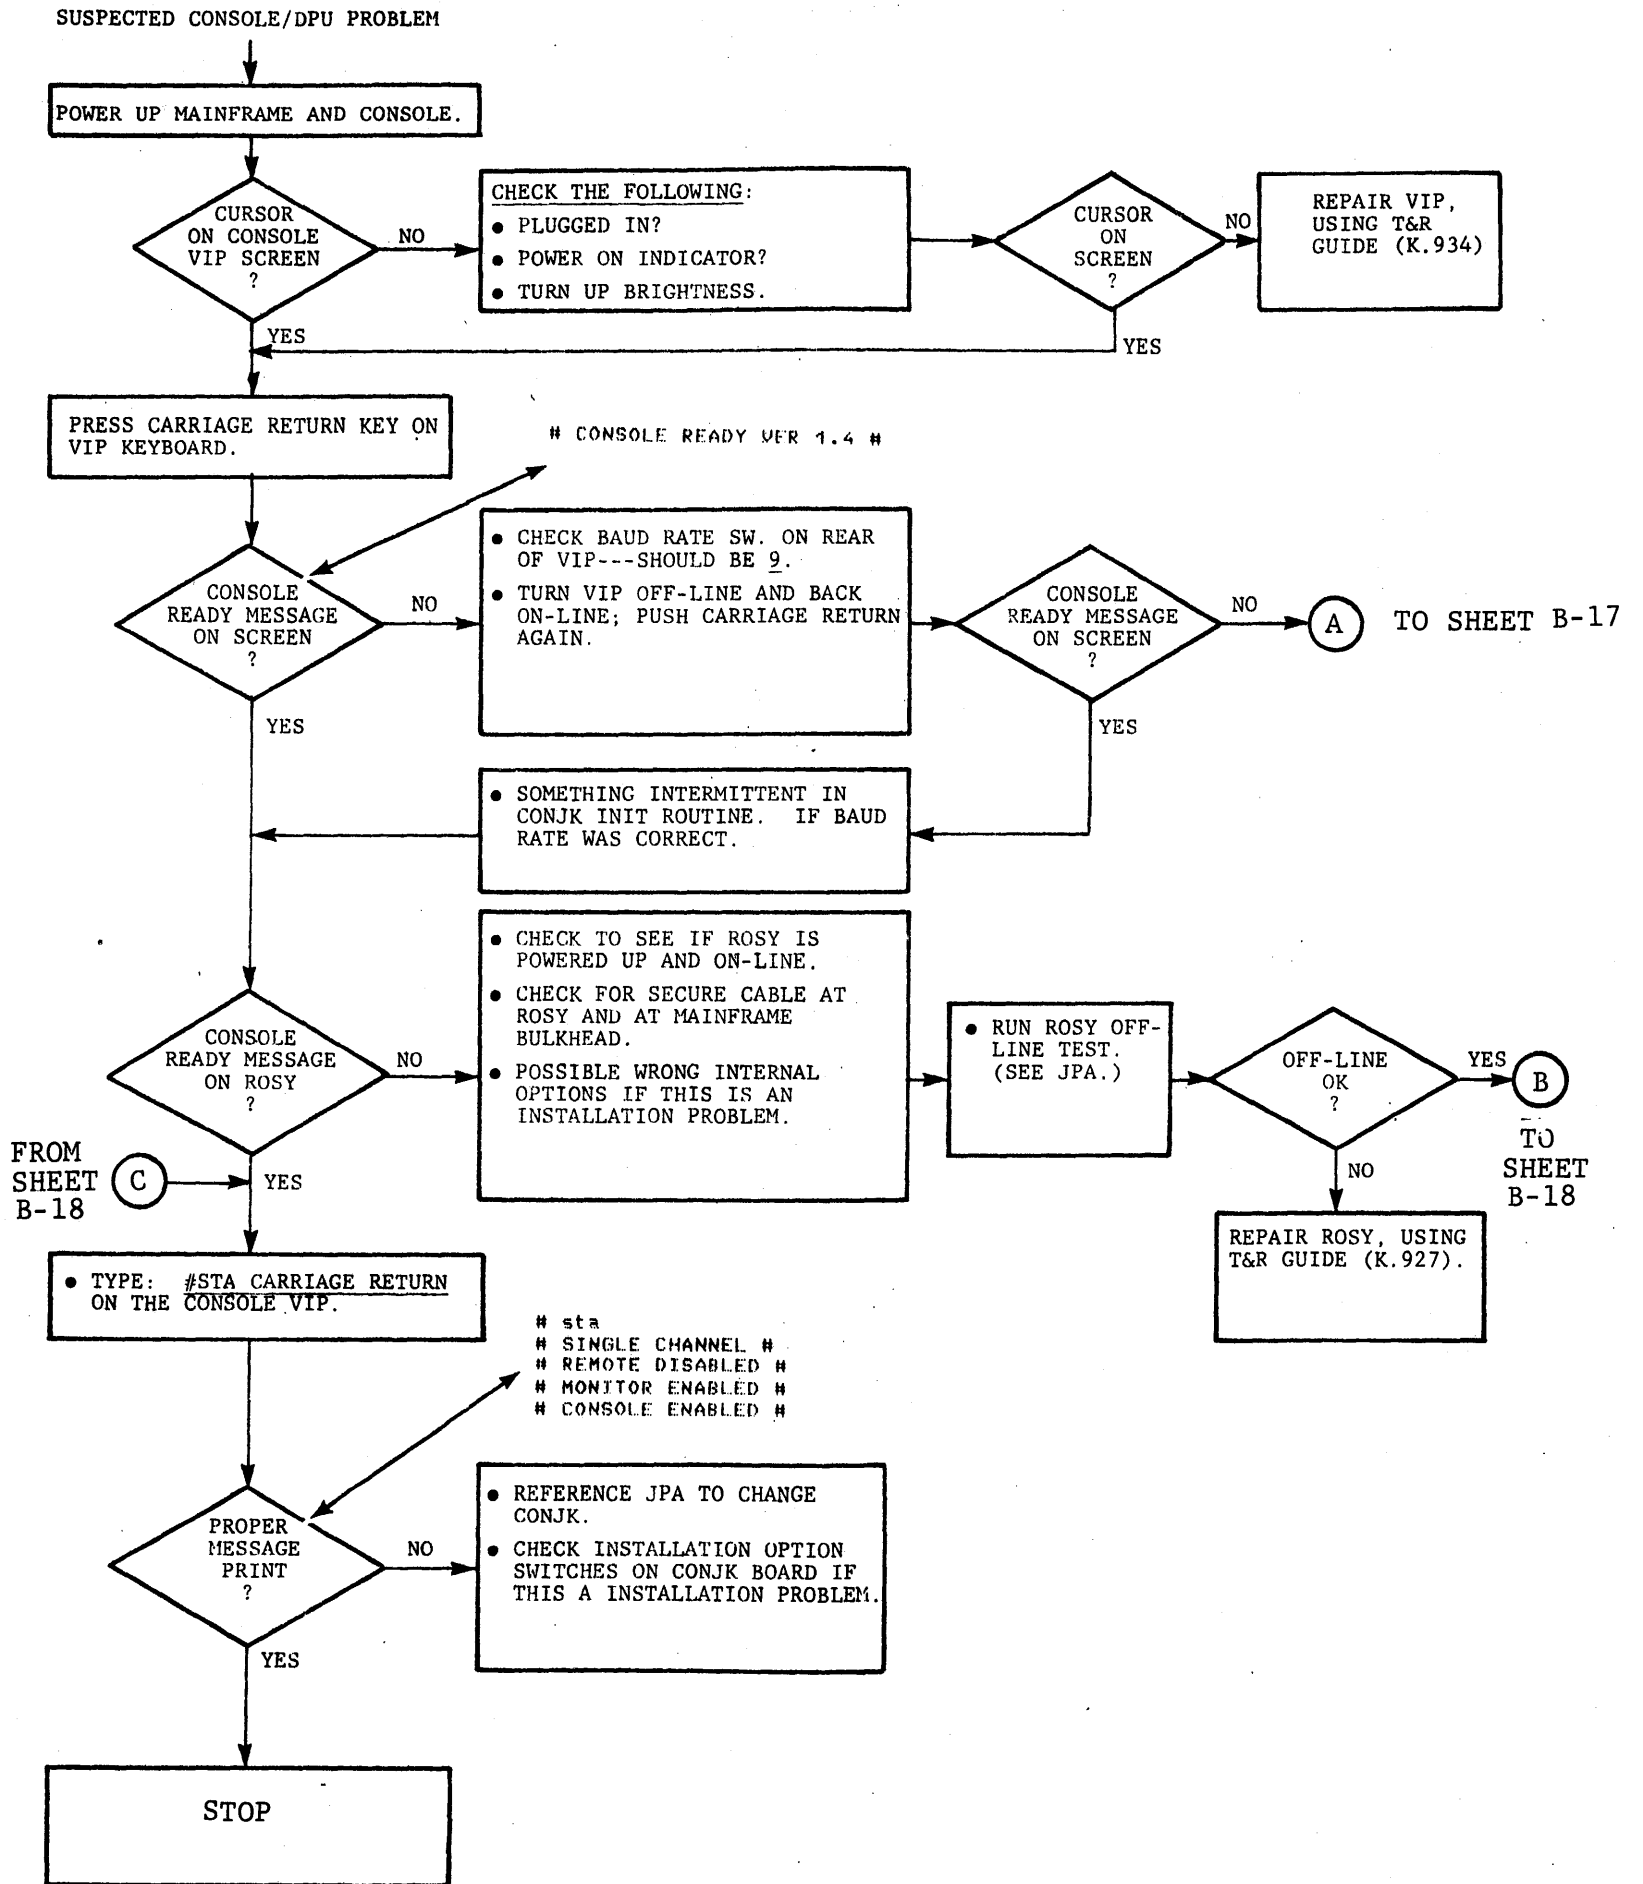 SUSPECTED CONSOLE/DPU PROBLEM
POWER UP MAINFRAME AND CONSOLE.
CURSOR
ON CONSOLE
VIP SCREEN
?
NO
YES
CHECK THE FOLLOWING:
● PLUGGED IN?
● POWER ON INDICATOR?
● TURN UP BRIGHTNESS.
CURSOR
ON
SCREEN
?
NO
YES
REPAIR VIP,
USING T&R
GUIDE (K.934)
PRESS CARRIAGE RETURN KEY ON
VIP KEYBOARD.
# CONSOLE READY VER 1.4 #
CONSOLE
READY MESSAGE
ON SCREEN
?
NO
YES
● CHECK BAUD RATE SW. ON REAR
OF VIP---SHOULD BE 9.
● TURN VIP OFF-LINE AND BACK
ON-LINE; PUSH CARRIAGE RETURN
AGAIN.
CONSOLE
READY MESSAGE
ON SCREEN
?
NO
YES
A
TO SHEET B-17
● SOMETHING INTERMITTENT IN
CONJK INIT ROUTINE. IF BAUD
RATE WAS CORRECT.
CONSOLE
READY MESSAGE
ON ROSY
?
NO
YES
● CHECK TO SEE IF ROSY IS
POWERED UP AND ON-LINE.
● CHECK FOR SECURE CABLE AT
ROSY AND AT MAINFRAME
BULKHEAD.
● POSSIBLE WRONG INTERNAL
OPTIONS IF THIS IS AN
INSTALLATION PROBLEM.
● RUN ROSY OFF-
LINE TEST.
(SEE JPA.)
OFF-LINE
OK
?
YES
NO
B
TO
SHEET
B-18
REPAIR ROSY, USING
T&R GUIDE (K.927).
FROM
SHEET
B-18
C
● TYPE: #STA CARRIAGE RETURN
ON THE CONSOLE VIP.
# sta
# SINGLE CHANNEL #
# REMOTE DISABLED #
# MONITOR ENABLED #
# CONSOLE ENABLED #
PROPER
MESSAGE
PRINT
?
NO
YES
● REFERENCE JPA TO CHANGE
CONJK.
● CHECK INSTALLATION OPTION
SWITCHES ON CONJK BOARD IF
THIS A INSTALLATION PROBLEM.
STOP